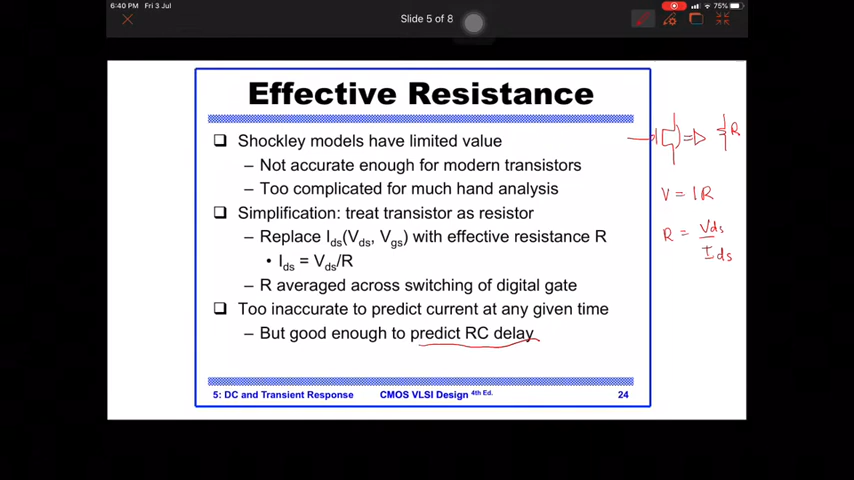 6:40 PM Fri 3 Jul
75%
Slide 5 of 8
Effective Resistance
Shockley models have limited value
– Not accurate enough for modern transistors
– Too complicated for much hand analysis
Simplification: treat transistor as resistor
– Replace Ids(Vds, Vgs) with effective resistance R
• Ids = Vds/R
– R averaged across switching of digital gate
Too inaccurate to predict current at any given time
– But good enough to predict RC delay
5: DC and Transient Response
CMOS VLSI Design 4th Ed.
24
R
V = IR
R = Vds
Ids